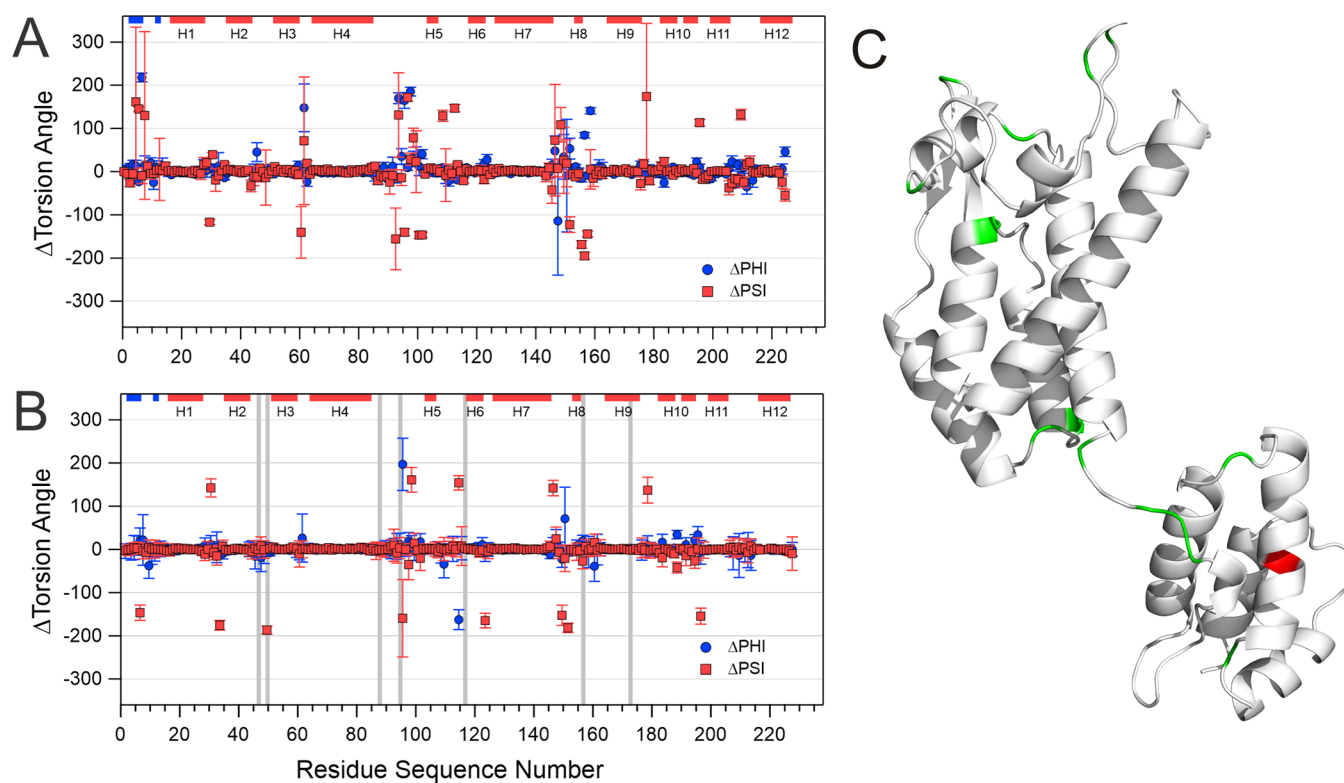 A
ΔTorsion Angle
300
200
100
0
-100
-200
-300
H1 H2 H3 H4 H5 H6 H7 H8 H9 H10 H11 H12
ΔPHI
ΔPSI
0 20 40 60 80 100 120 140 160 180 200 220
B
ΔTorsion Angle
300
200
100
0
-100
-200
-300
H1 H2 H3 H4 H5 H6 H7 H8 H9 H10 H11 H12
ΔPHI
ΔPSI
0 20 40 60 80 100 120 140 160 180 200 220
Residue Sequence Number
C